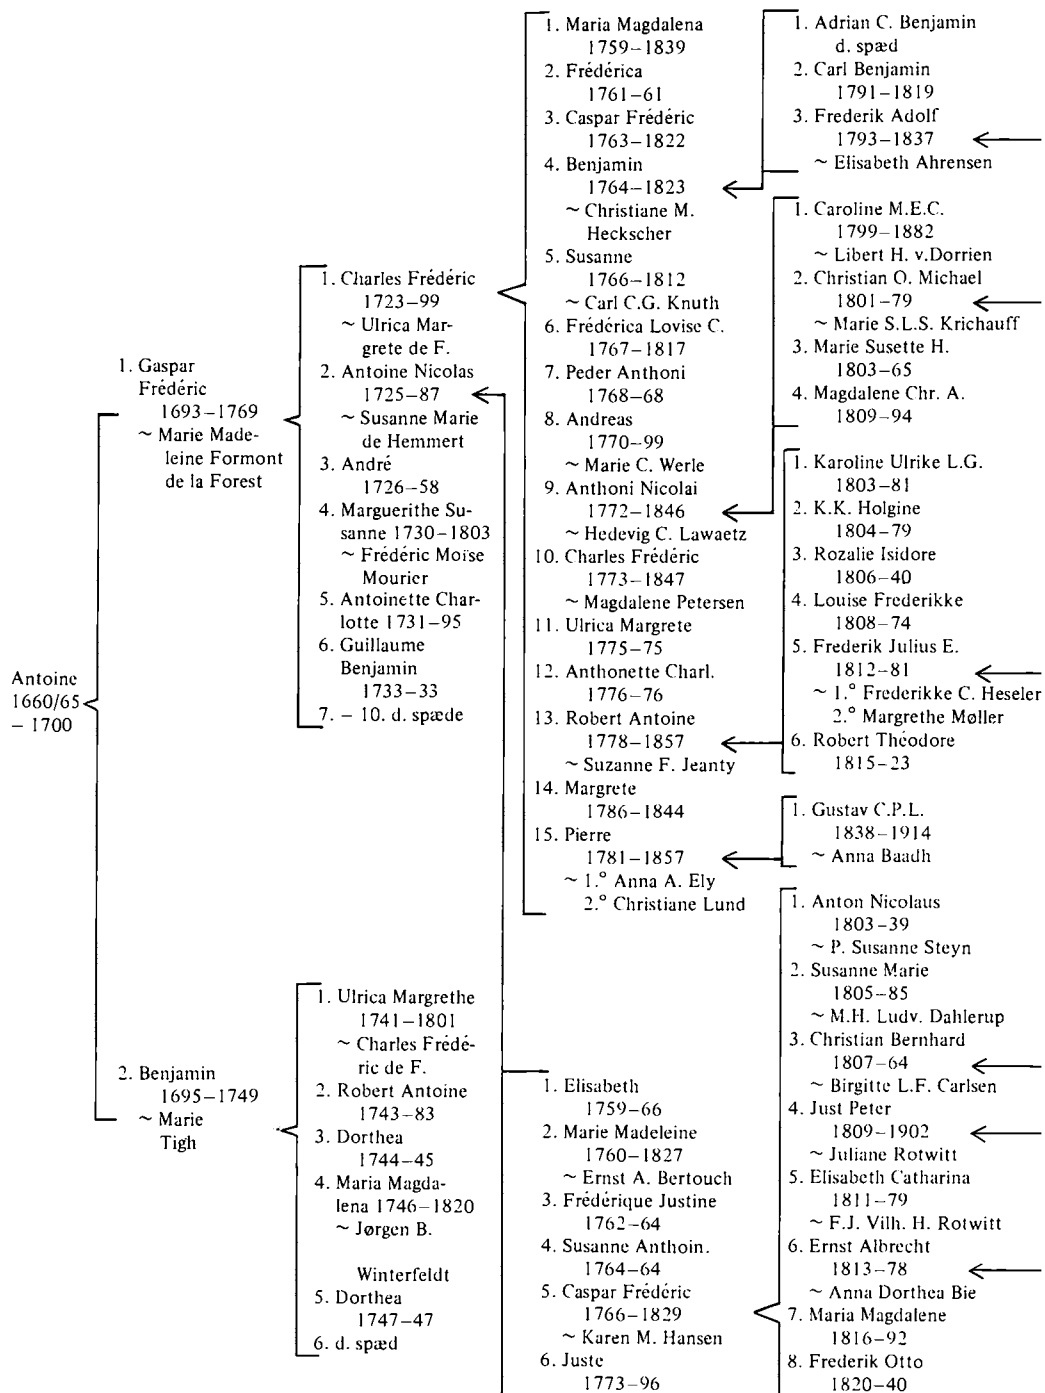 Antoine
1660/65
– 1700
1. Gaspar
Frédéric
1693–1769
~ Marie Made-
leine Formont
de la Forest
2. Benjamin
1695–1749
~ Marie
Tigh
1. Charles Frédéric
1723–99
~ Ulrica Mar-
grete de F.
2. Antoine Nicolas
1725–87
~ Susanne Marie
de Hemmert
3. André
1726–58
4. Marguerithe Su-
sanne 1730–1803
~ Frédéric Moïse
Mourier
5. Antoinette Char-
lotte 1731–95
6. Guillaume
Benjamin
1733–33
7. – 10. d. spæde
1. Ulrica Margrethe
1741–1801
~ Charles Frédé-
ric de F.
2. Robert Antoine
1743–83
3. Dorthea
1744–45
4. Maria Magda-
lena 1746–1820
~ Jørgen B.
Winterfeldt
5. Dorthea
1747–47
6. d. spæd
1. Maria Magdalena
1759–1839
2. Frédérica
1761–61
3. Caspar Frédéric
1763–1822
4. Benjamin
1764–1823
~ Christiane M.
Heckscher
5. Susanne
1766–1812
~ Carl C.G. Knuth
6. Frédérica Lovise C.
1767–1817
7. Peder Anthoni
1768–68
8. Andreas
1770–99
~ Marie C. Werle
9. Anthoni Nicolai
1772–1846
~ Hedevig C. Lawaetz
10. Charles Frédéric
1773–1847
~ Magdalene Petersen
11. Ulrica Margrete
1775–75
12. Anthonette Charl.
1776–76
13. Robert Antoine
1778–1857
~ Suzanne F. Jeanty
14. Margrete
1786–1844
15. Pierre
1781–1857
~ 1.° Anna A. Ely
2.° Christiane Lund
1. Elisabeth
1759–66
2. Marie Madeleine
1760–1827
~ Ernst A. Bertouch
3. Frédérique Justine
1762–64
4. Susanne Anthoin.
1764–64
5. Caspar Frédéric
1766–1829
~ Karen M. Hansen
6. Juste
1773–96
1. Adrian C. Benjamin
d. spæd
2. Carl Benjamin
1791–1819
3. Frederik Adolf
1793–1837
~ Elisabeth Ahrensen
1. Caroline M.E.C.
1799–1882
~ Libert H. v.Dorrien
2. Christian O. Michael
1801–79
~ Marie S.L.S. Krichauff
3. Marie Susette H.
1803–65
4. Magdalene Chr. A.
1809–94
1. Karoline Ulrike L.G.
1803–81
2. K.K. Holgine
1804–79
3. Rozalie Isidore
1806–40
4. Louise Frederikke
1808–74
5. Frederik Julius E.
1812–81
~ 1.° Frederikke C. Heseler
2.° Margrethe Møller
6. Robert Théodore
1815–23
1. Gustav C.P.L.
1838–1914
~ Anna Baadh
1. Anton Nicolaus
1803–39
~ P. Susanne Steyn
2. Susanne Marie
1805–85
~ M.H. Ludv. Dahlerup
3. Christian Bernhard
1807–64
~ Birgitte L.F. Carlsen
4. Just Peter
1809–1902
~ Juliane Rotwitt
5. Elisabeth Catharina
1811–79
~ F.J. Vilh. H. Rotwitt
6. Ernst Albrecht
1813–78
~ Anna Dorthea Bie
7. Maria Magdalene
1816–92
8. Frederik Otto
1820–40